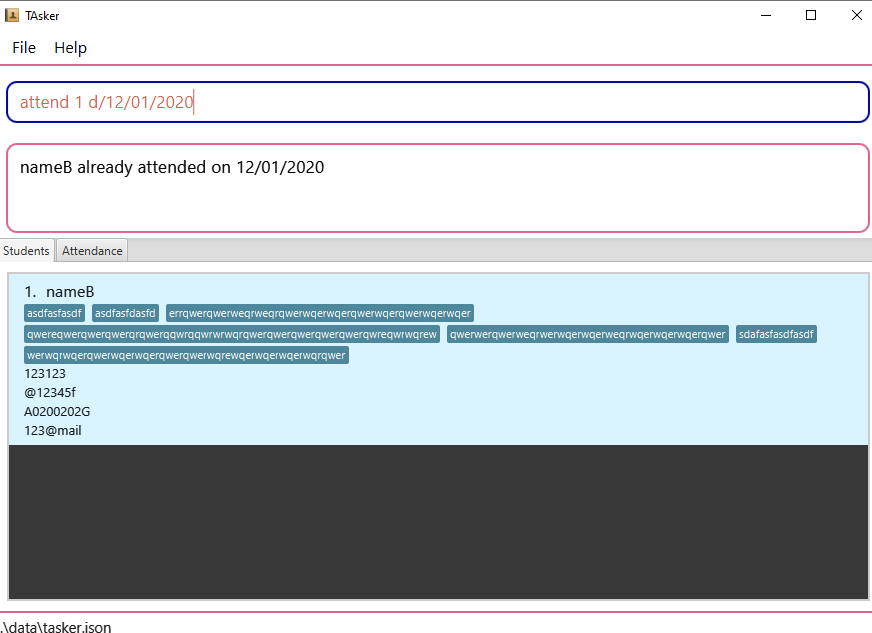 TAsker
File Help
attend 1 d/12/01/2020
nameB already attended on 12/01/2020
Students Attendance
1. nameB
asdfasfasdf asdfasfdasfd errqwerqwerweqrweqrqwerwqerwqerqwerwqerqwerwqerwqer
qwereqwerqwerqwerqrqwerqqwrqqwrwrwqrqwerqwerqwerqwerqwerqwreqwrwqrew qwerwerqwerweqrwerwqerwqerweqrwqerwqerwqerqwer sdafasfasdfasdf
werwqrwqerqwerwqerwqerqwerqwerwqrewqerwqerwqerwqrqwer
123123
@12345f
A0200202G
123@mail
.\data\tasker.json